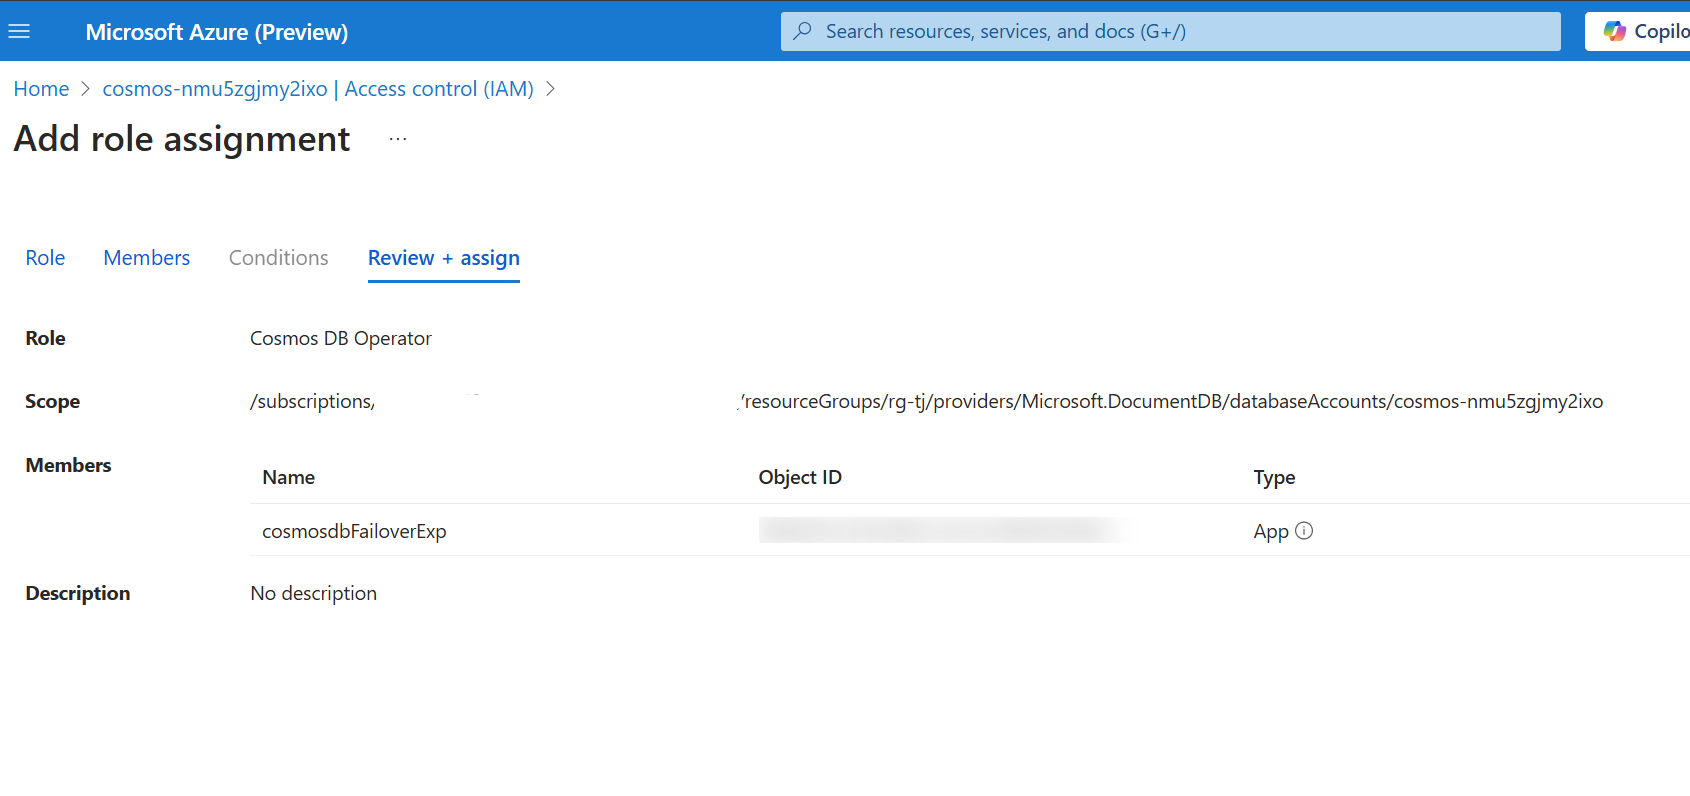 Microsoft Azure (Preview)
Search resources, services, and docs (G+/)
Copilo
Home > cosmos-nmu5zgjmy2ixo | Access control (IAM) >
Add role assignment ...
Role Members Conditions Review + assign
Role Cosmos DB Operator
Scope /subscriptions/ /resourceGroups/rg-tj/providers/Microsoft.DocumentDB/databaseAccounts/cosmos-nmu5zgjmy2ixo
Members
Name Object ID Type
cosmosdbFailoverExp App
Description No description